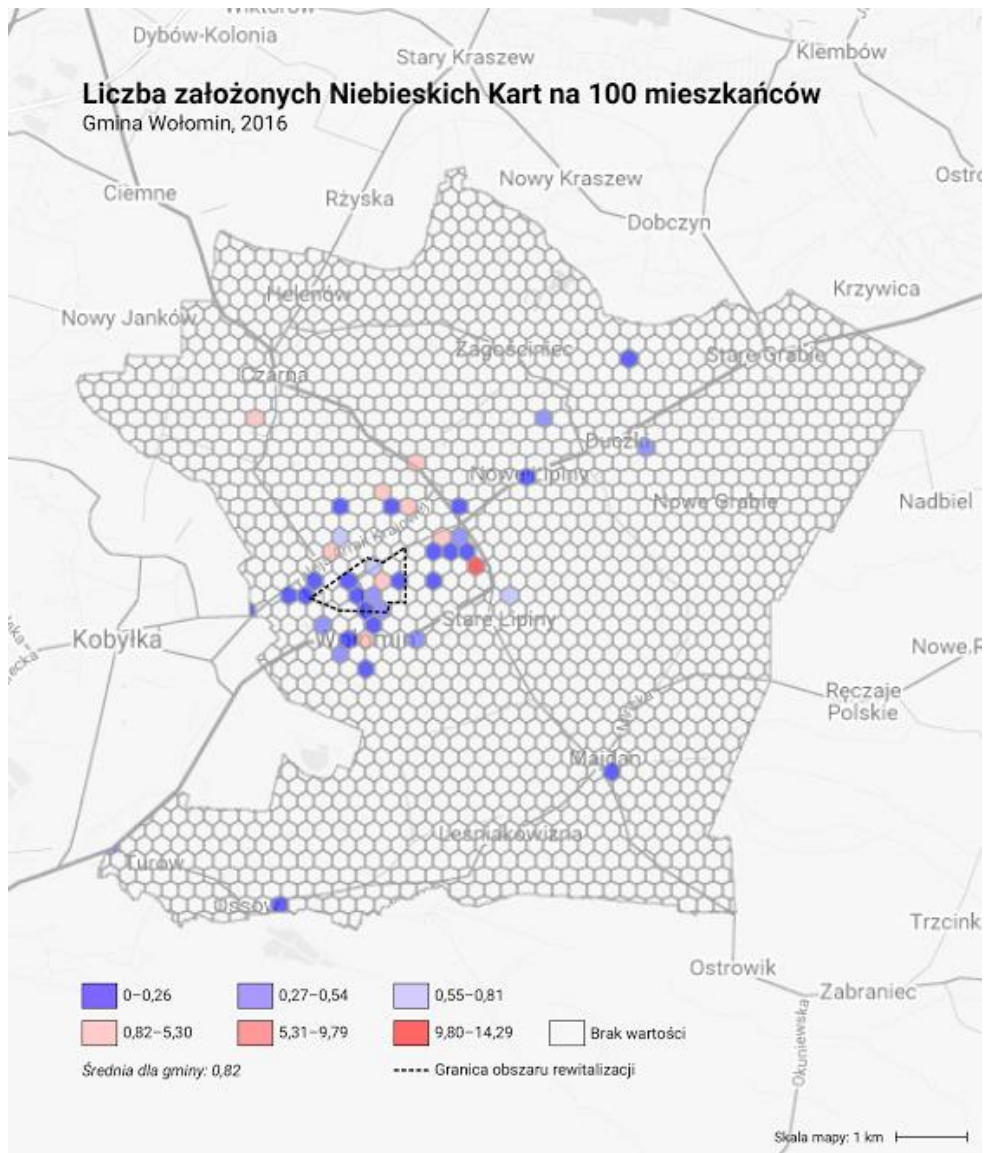 Dybów-Kolonia
Stary Kraszew
Klembów
Liczba założonych Niebieskich Kart na 100 mieszkańców
Gmina Wołomin, 2016
Ciemne
Rżyska
Nowy Kraszew
Ostro
Dobczyn
Krzywica
Helenów
Nowy Janków
Zagościniec
Stare Grabie
Czarna
Duczki
Nowe Lipiny
Nowe Grabie
Nadbiel
Armii Krajowej
Stare Lipiny
Kobyłka
Wołomin
Nowe R
Ręczaje
Polskie
Miejska
Majdan
Leśniakowizna
Turów
Ossów
Trzcink
Ostrowik
Zabraniec
Okuniewska
0–0,26
0,27–0,54
0,55–0,81
0,82–5,30
5,31–9,79
9,80–14,29
Brak wartości
Średnia dla gminy: 0,82
Granica obszaru rewitalizacji
Skala mapy: 1 km